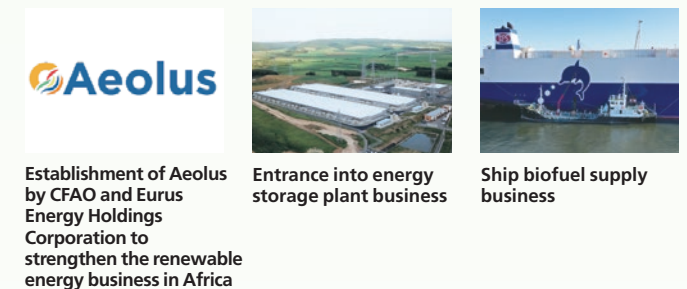 Aeolus
Establishment of Aeolus
by CFAO and Eurus
Energy Holdings
Corporation to
strengthen the renewable
energy business in Africa
Entrance into energy
storage plant business
Ship biofuel supply
business